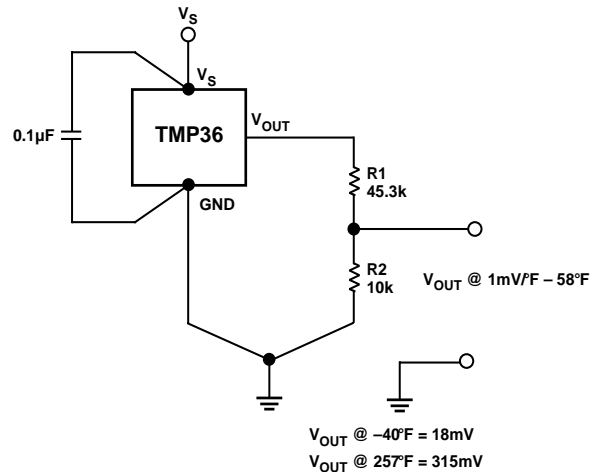 VS
VS
0.1µF
TMP36
VOUT
GND
R1
45.3k
R2
10k
VOUT @ 1mV/°F – 58°F
VOUT @ –40°F = 18mV
VOUT @ 257°F = 315mV